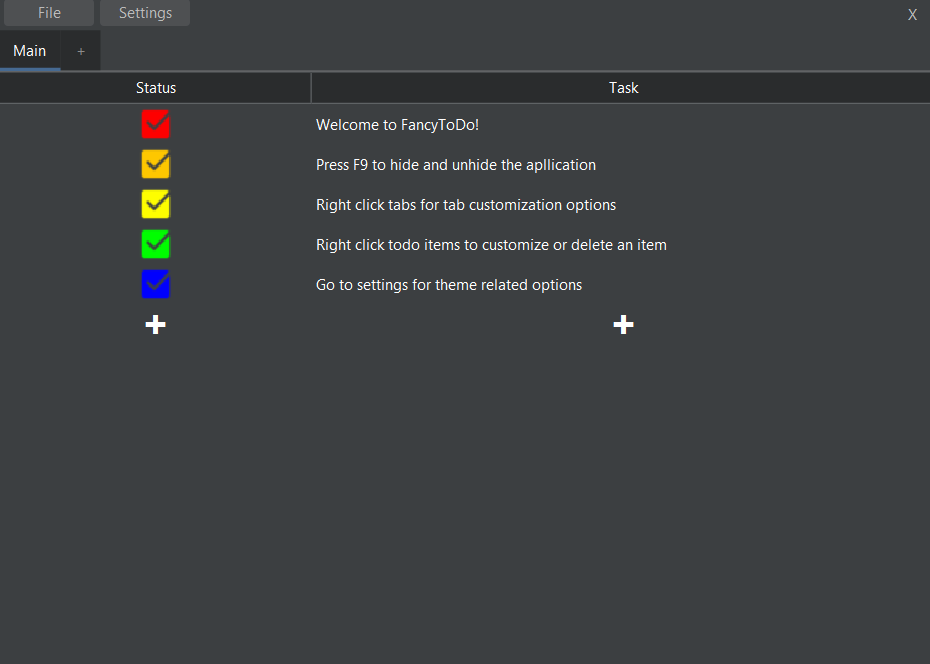 File Settings X
Main +
Status Task
Welcome to FancyToDo!
Press F9 to hide and unhide the apllication
Right click tabs for tab customization options
Right click todo items to customize or delete an item
Go to settings for theme related options